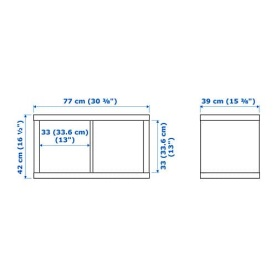 77 cm (30 ⅜")
39 cm (15 ⅜")
42 cm (16 ½")
33 (33.6 cm)
(13")
33 (33.6 cm)
(13")